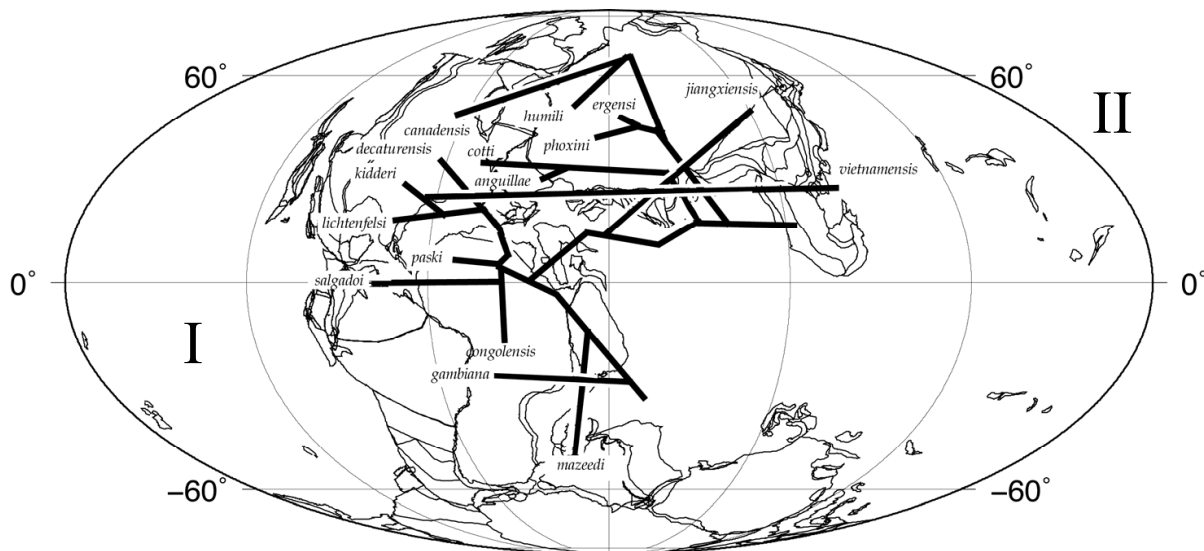 60°
60°
jiangxiensis
ergensi
humili
II
canadensis
phoxini
decaturensis
cotti
vietnamensis
kidderi
anguillae
lichtenfelsi
paski
0°
salgadoi
0°
I
congolensis
gambiana
mazeedi
−60°
−60°